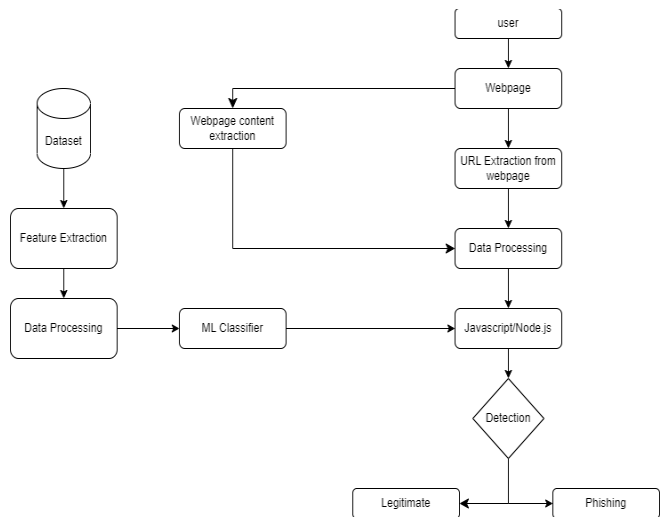 user
Webpage
Webpage content
extraction
Dataset
URL Extraction from
webpage
Feature Extraction
Data Processing
Data Processing
ML Classifier
Javascript/Node.js
Detection
Legitimate
Phishing